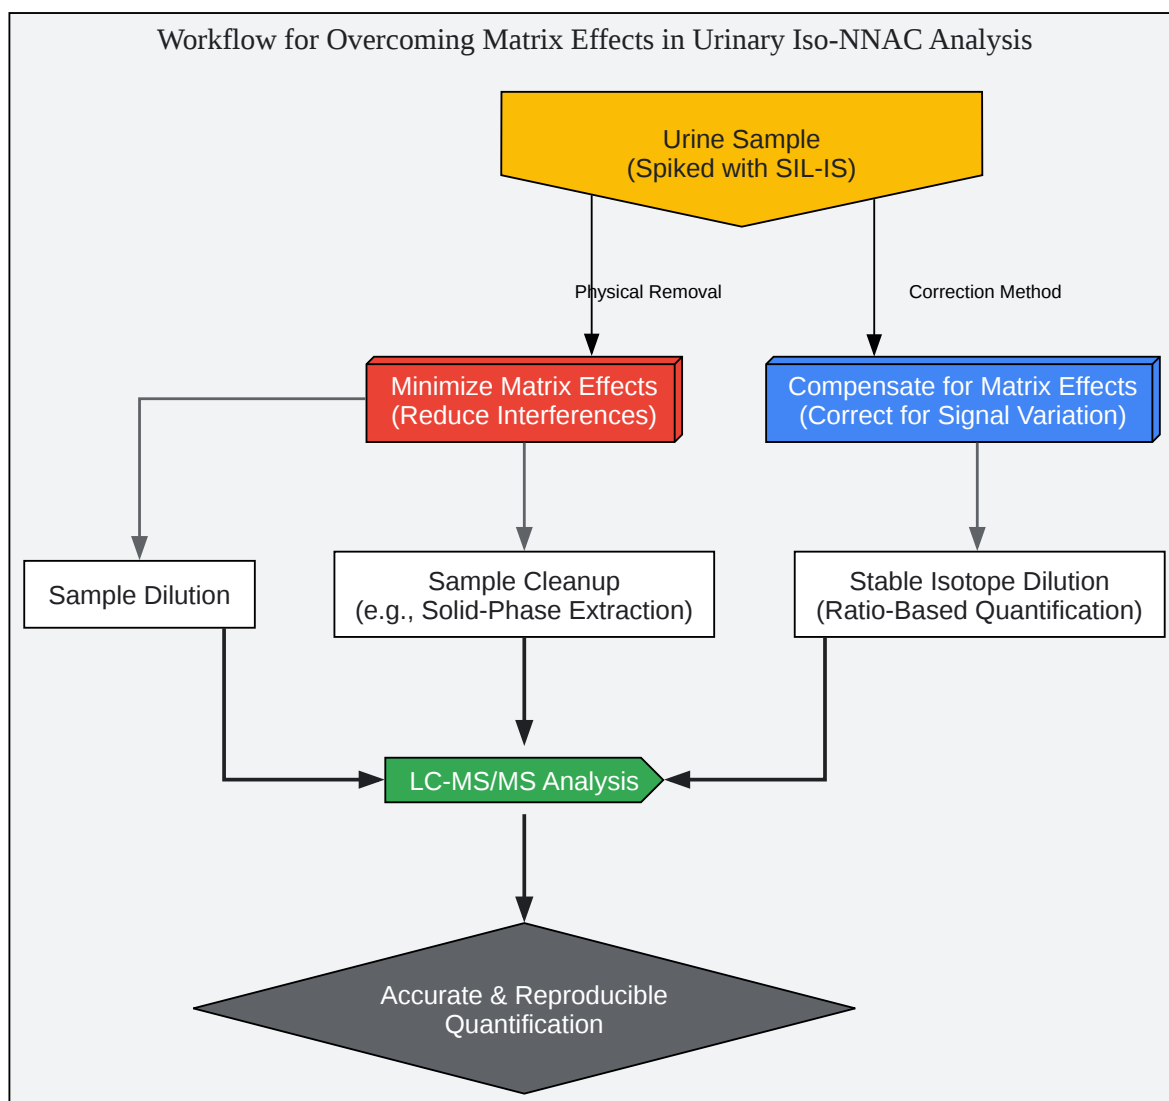 Workflow for Overcoming Matrix Effects in Urinary Iso-NNAC Analysis
Urine Sample
(Spiked with SIL-IS)
Physical Removal
Correction Method
Minimize Matrix Effects
(Reduce Interferences)
Compensate for Matrix Effects
(Correct for Signal Variation)
Sample Dilution
Sample Cleanup
(e.g., Solid-Phase Extraction)
Stable Isotope Dilution
(Ratio-Based Quantification)
LC-MS/MS Analysis
Accurate & Reproducible
Quantification